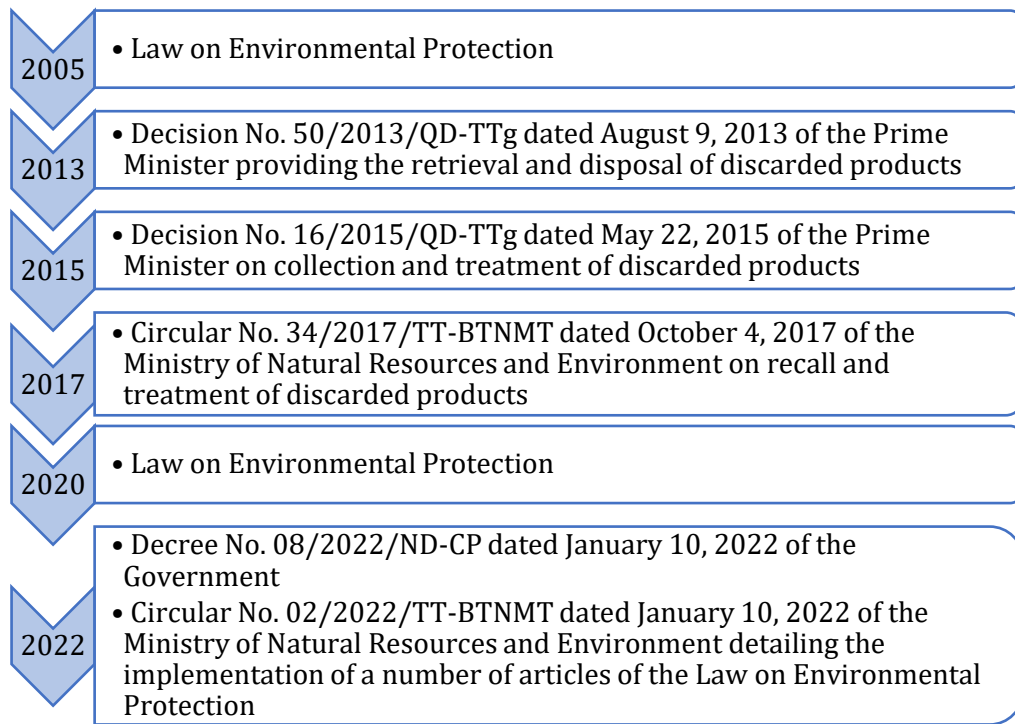 2005
• Law on Environmental Protection
2013
• Decision No. 50/2013/QD-TTg dated August 9, 2013 of the Prime
Minister providing the retrieval and disposal of discarded products
2015
• Decision No. 16/2015/QD-TTg dated May 22, 2015 of the Prime
Minister on collection and treatment of discarded products
2017
• Circular No. 34/2017/TT-BTNMT dated October 4, 2017 of the
Ministry of Natural Resources and Environment on recall and
treatment of discarded products
2020
• Law on Environmental Protection
2022
• Decree No. 08/2022/ND-CP dated January 10, 2022 of the
Government
• Circular No. 02/2022/TT-BTNMT dated January 10, 2022 of the
Ministry of Natural Resources and Environment detailing the
implementation of a number of articles of the Law on Environmental
Protection